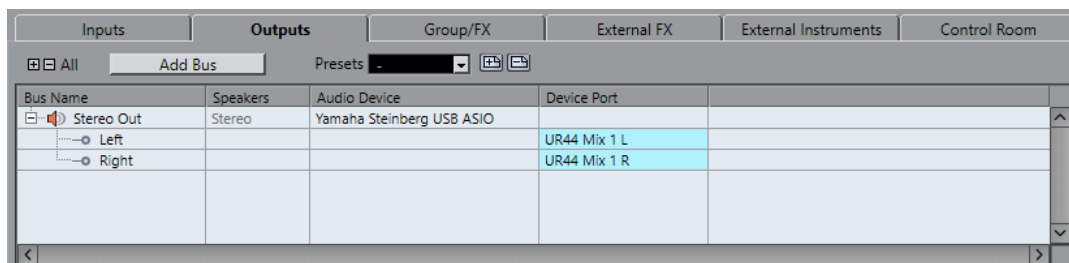 Inputs Outputs Group/FX External FX External Instruments Control Room
All Add Bus Presets -
Bus Name Speakers Audio Device Device Port
Stereo Out Stereo Yamaha Steinberg USB ASIO
Left UR44 Mix 1 L
Right UR44 Mix 1 R